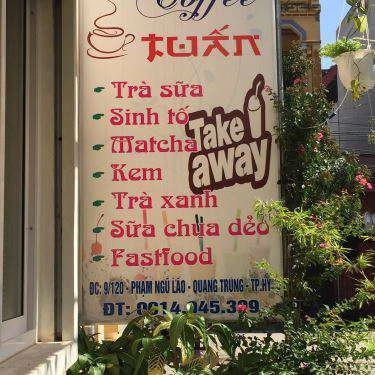 Coffee
TUẤN
Trà sữa
Sinh tố
Matcha
Take away
Kem
Trà xanh
Sữa chua dẻo
Fastfood
ĐC: 9/120 - PHẠM NGŨ LÃO - QUANG TRUNG - TP.HY
ĐT: 0914.045.399